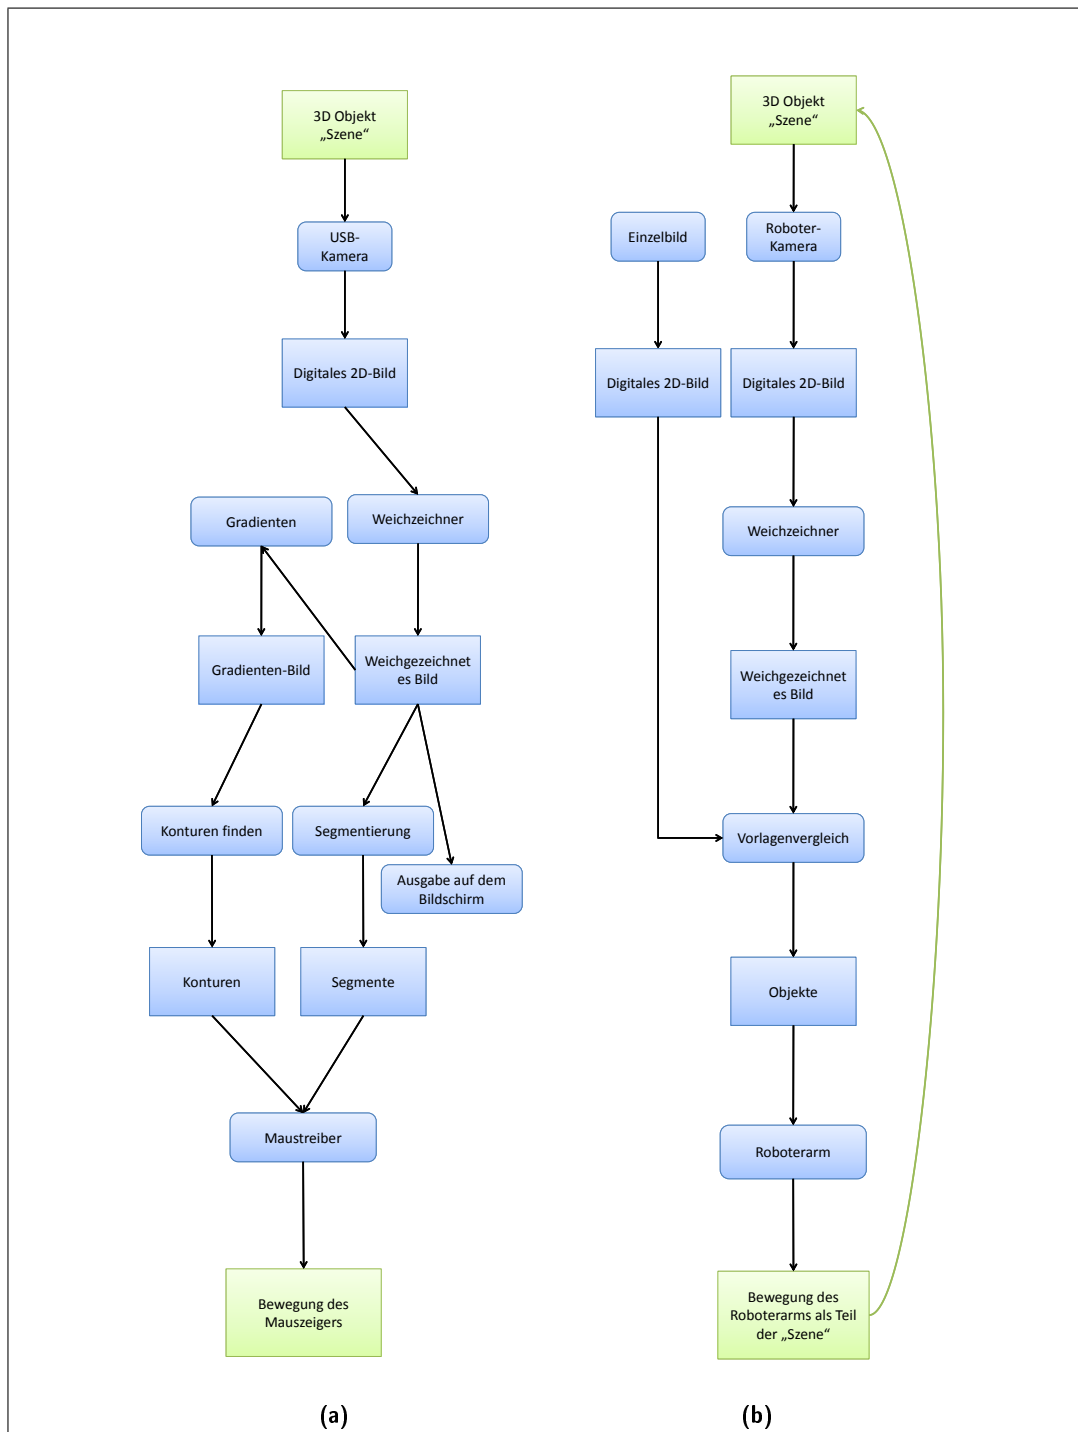 3D Objekt
„Szene“
USB-
Kamera
Digitales 2D-Bild
Gradienten
Weichzeichner
Gradienten-Bild
Weichgezeichnet
es Bild
Konturen finden
Segmentierung
Ausgabe auf dem
Bildschirm
Konturen
Segmente
Maustreiber
Bewegung des
Mauszeigers
(a)
3D Objekt
„Szene“
Einzelbild
Roboter-
Kamera
Digitales 2D-Bild
Digitales 2D-Bild
Weichzeichner
Weichgezeichnet
es Bild
Vorlagenvergleich
Objekte
Roboterarm
Bewegung des
Roboterarms als Teil
der „Szene“
(b)